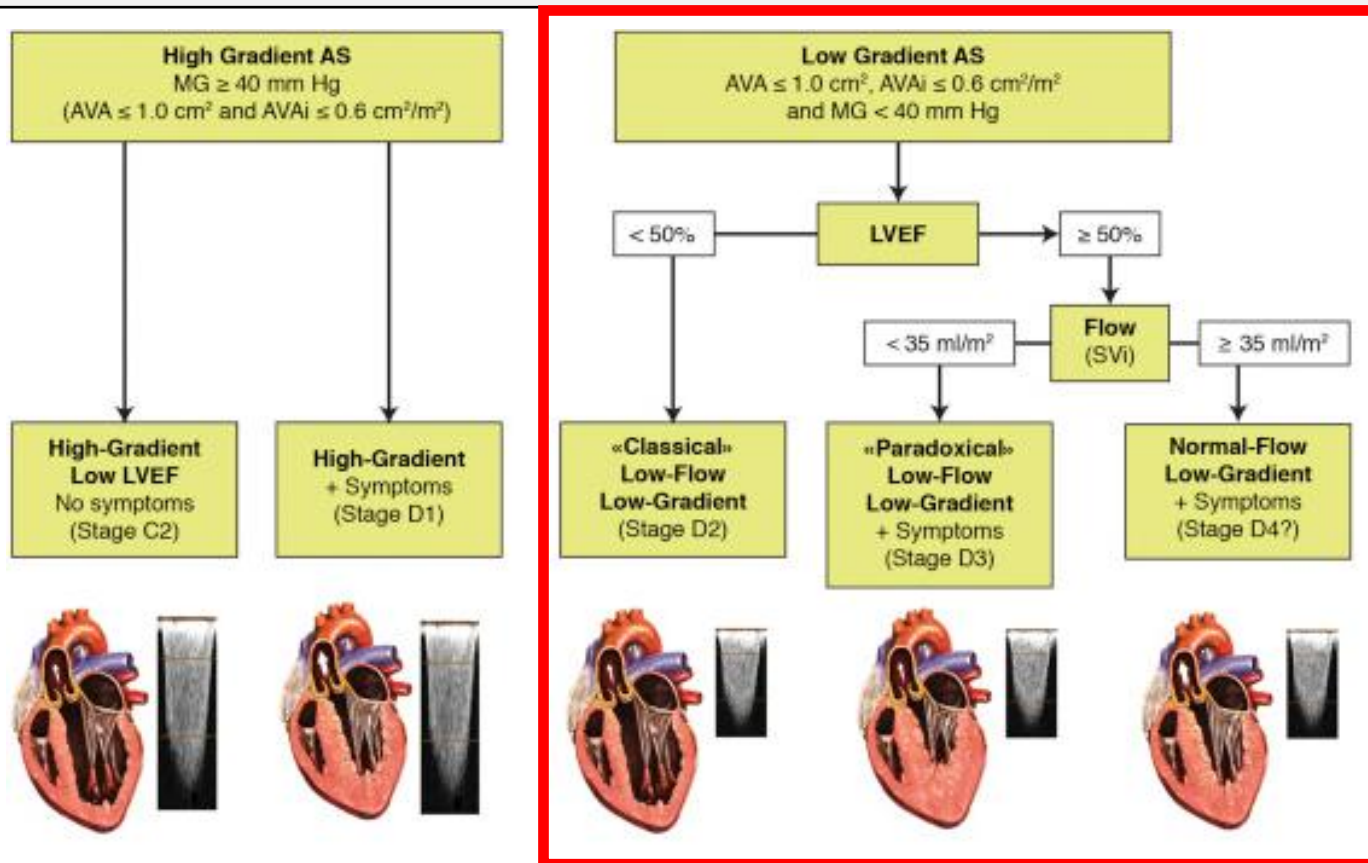 High Gradient AS
MG ≥ 40 mm Hg
(AVA ≤ 1.0 cm² and AVAi ≤ 0.6 cm²/m²)
Low Gradient AS
AVA ≤ 1.0 cm², AVAi ≤ 0.6 cm²/m²
and MG < 40 mm Hg
< 50%
LVEF
≥ 50%
< 35 ml/m²
Flow
(SVi)
≥ 35 ml/m²
High-Gradient
Low LVEF
No symptoms
(Stage C2)
High-Gradient
+ Symptoms
(Stage D1)
«Classical»
Low-Flow
Low-Gradient
(Stage D2)
«Paradoxical»
Low-Flow
Low-Gradient
+ Symptoms
(Stage D3)
Normal-Flow
Low-Gradient
+ Symptoms
(Stage D4?)